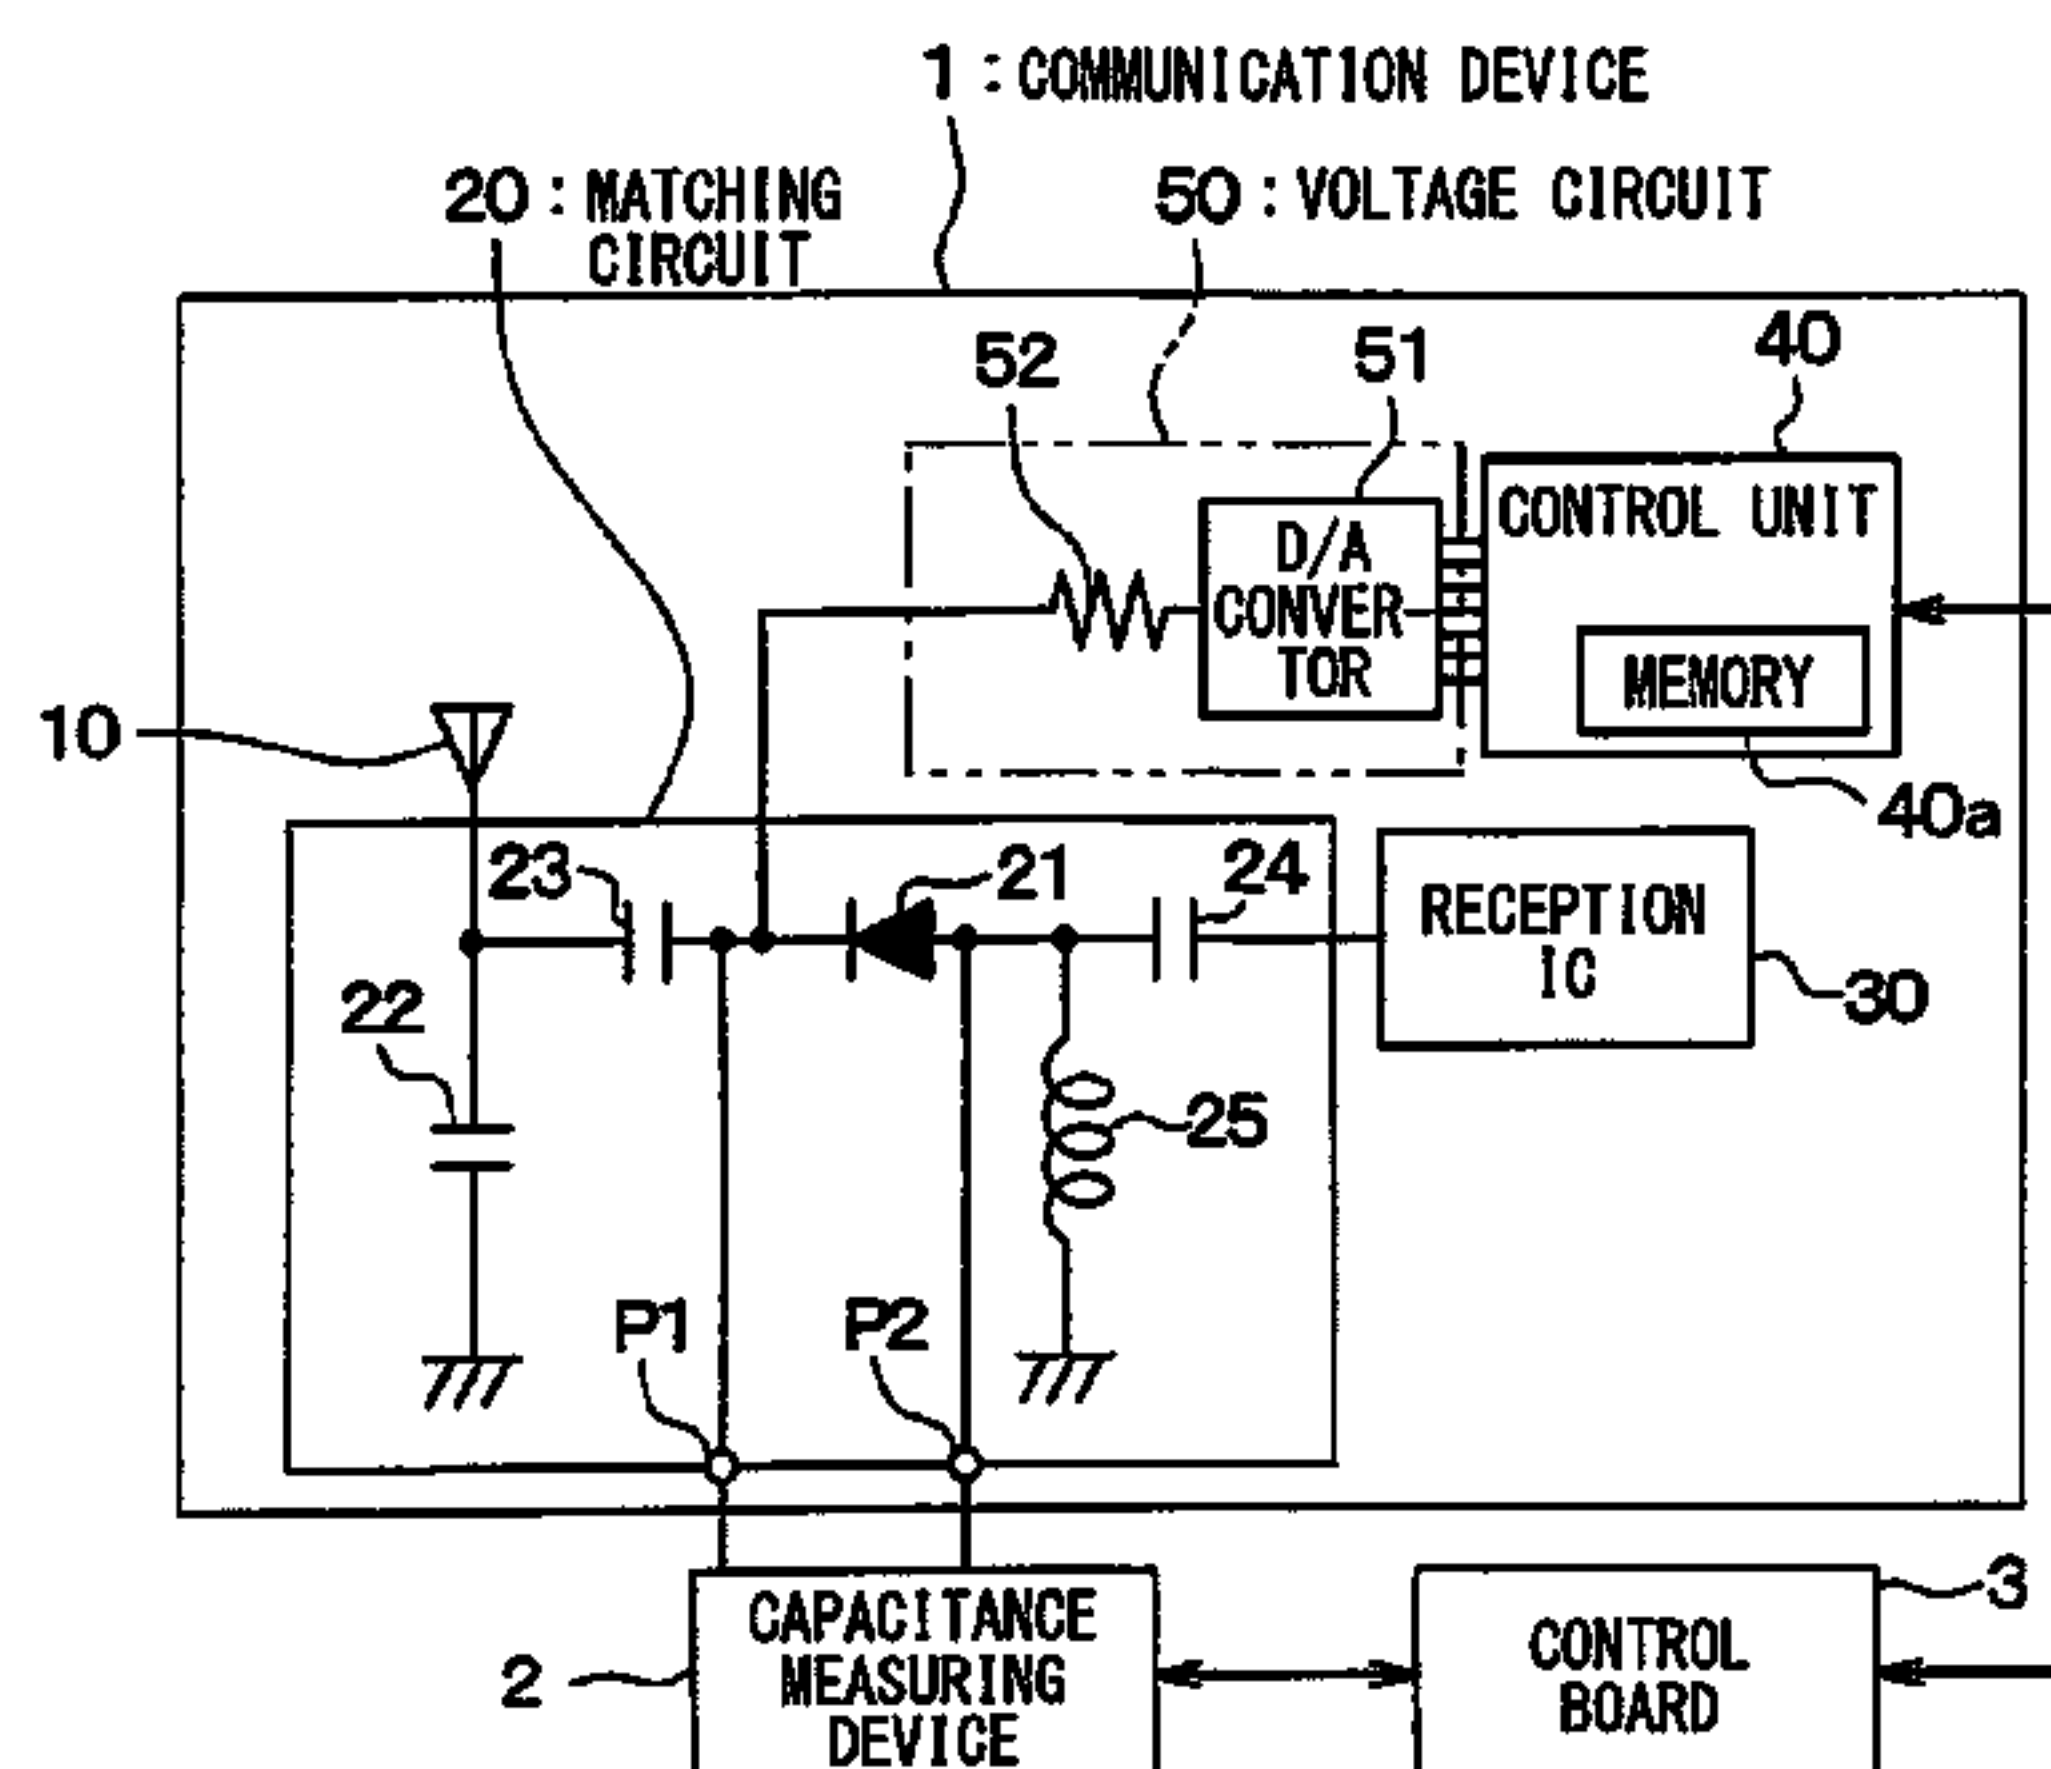 1 : COMMUNICATION DEVICE
20 : MATCHING
CIRCUIT
50 : VOLTAGE CIRCUIT
52
51
40
CONTROL UNIT
D/A
CONVER-
TOR
MEMORY
10
40a
23
21
24
RECEPTION
IC
22
30
25
P1
P2
3
CAPACITANCE
MEASURING
DEVICE
2
CONTROL
BOARD